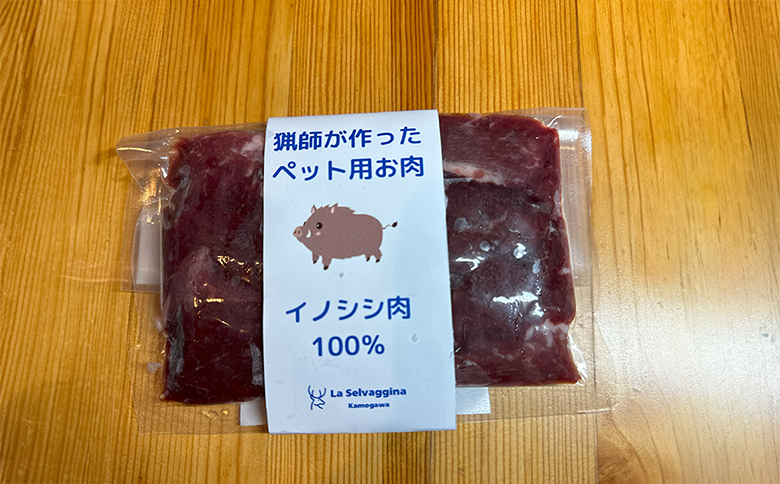 猟師が作った
ペット用お肉
イノシシ肉
100%
La Selvaggina
Kamogawa